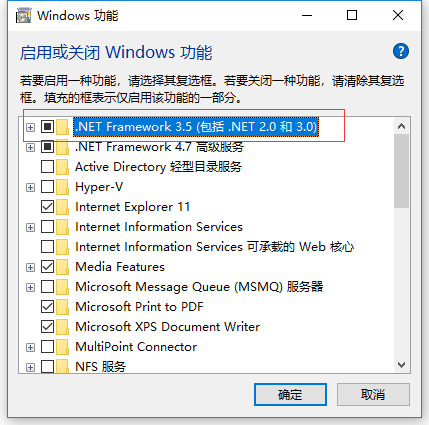 Windows 功能
启用或关闭 Windows 功能
若要启用一种功能，请选择其复选框。若要关闭一种功能，请清除其复选
框。填充的框表示仅启用该功能的一部分。
.NET Framework 3.5 (包括 .NET 2.0 和 3.0)
.NET Framework 4.7 高级服务
Active Directory 轻型目录服务
Hyper-V
Internet Explorer 11
Internet Information Services
Internet Information Services 可承载的 Web 核心
Media Features
Microsoft Message Queue (MSMQ) 服务器
Microsoft Print to PDF
Microsoft XPS Document Writer
MultiPoint Connector
NFS 服务
确定
取消